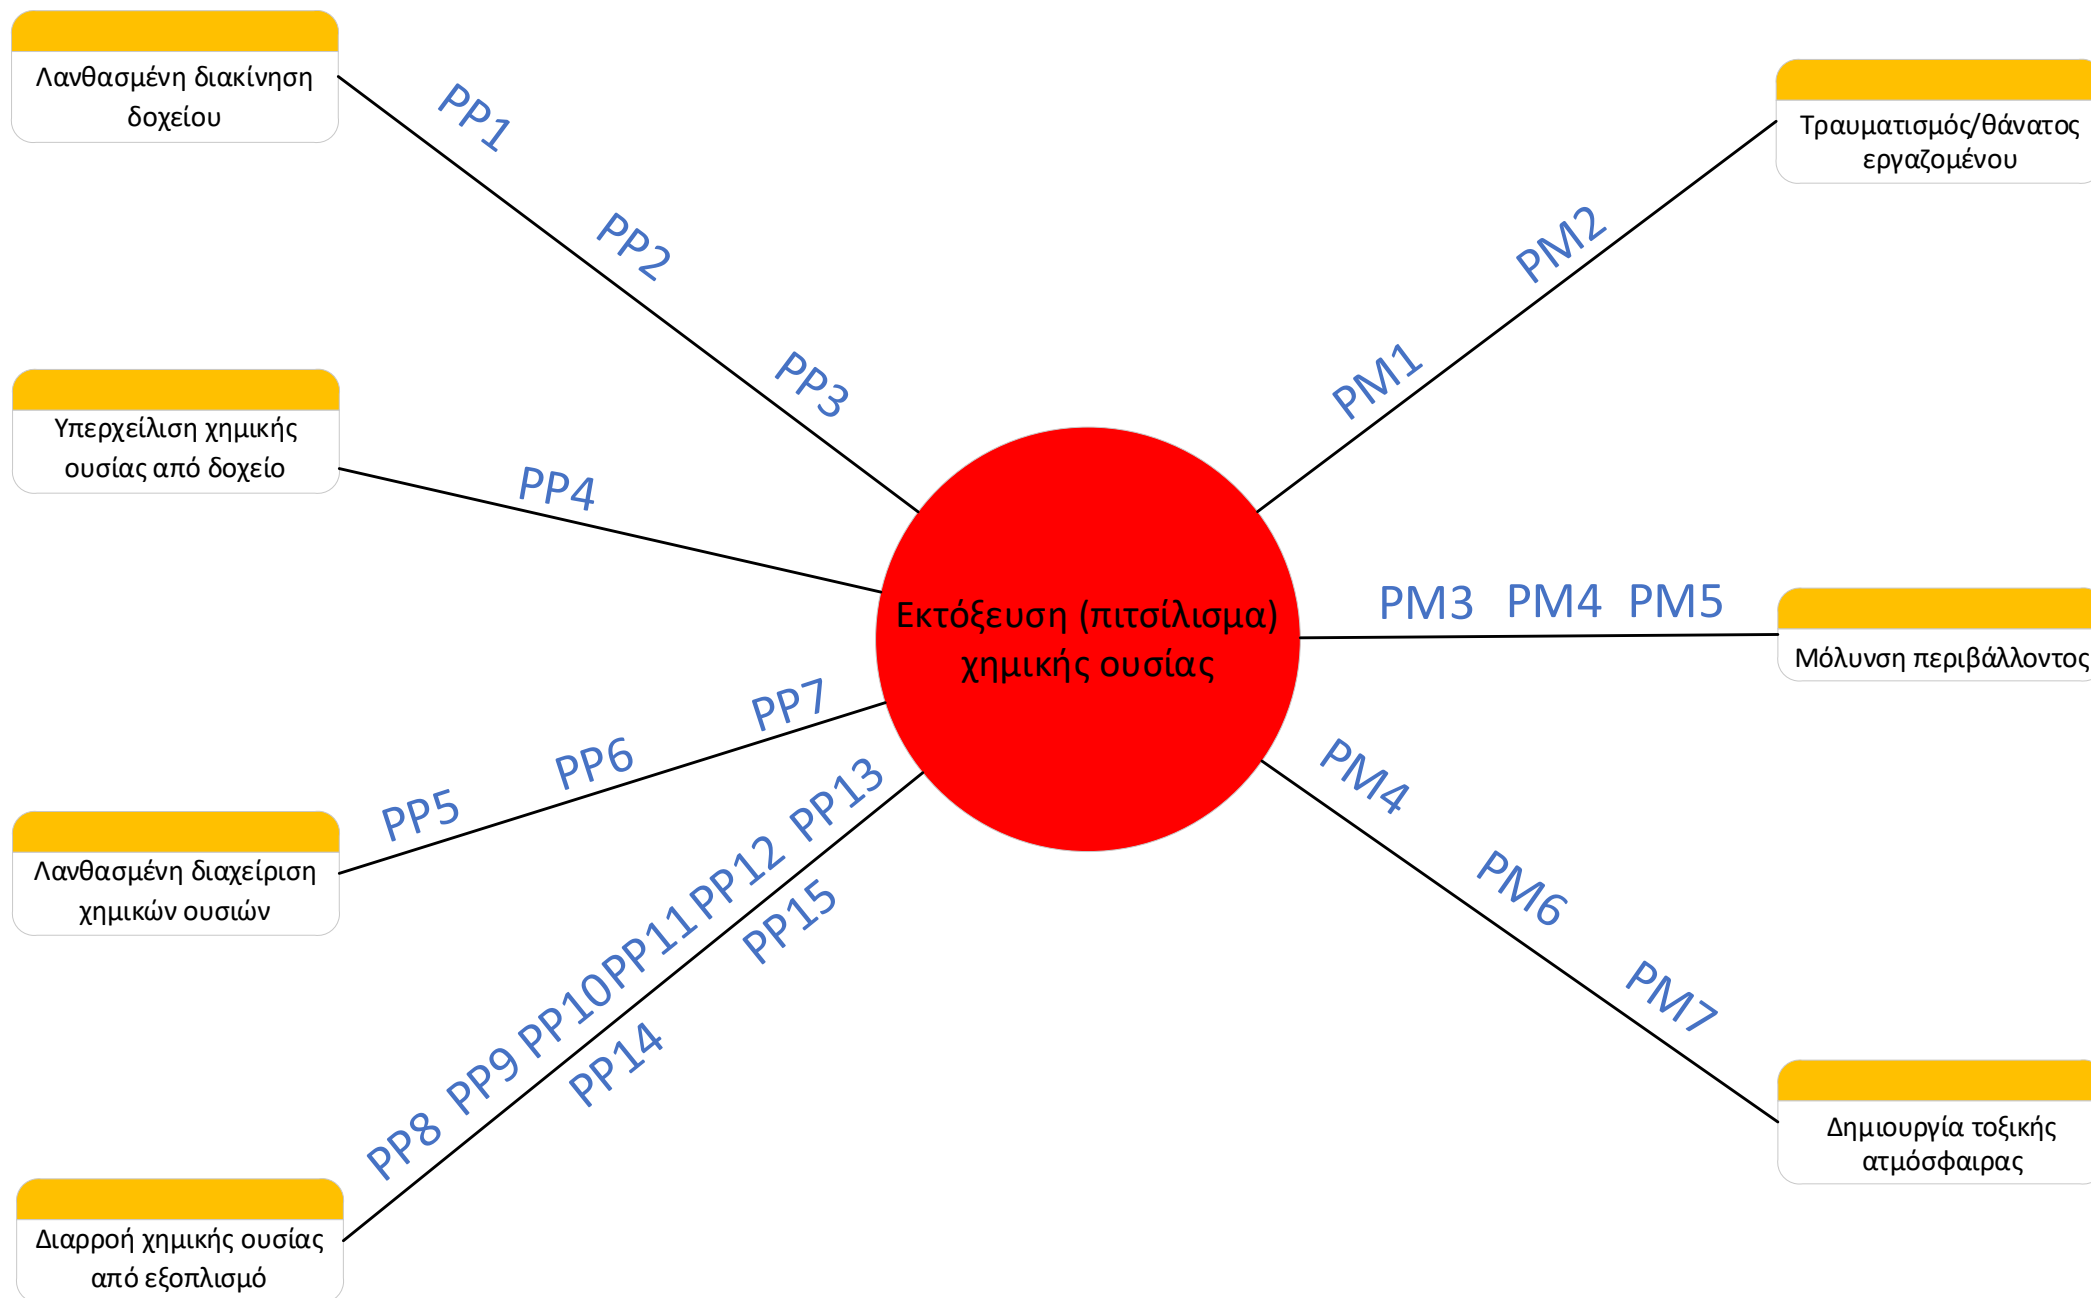 Λανθασμένη διακίνηση
δοχείου
PP1
PP2
PP3
Υπερχείλιση χημικής
ουσίας από δοχείο
PP4
Λανθασμένη διαχείριση
χημικών ουσιών
PP5
PP6
PP7
Διαρροή χημικής ουσίας
από εξοπλισμό
PP8
PP9
PP10
PP11
PP12
PP13
PP14
PP15
Εκτόξευση (πιτσίλισμα)
χημικής ουσίας
PM1
PM2
Τραυματισμός/θάνατος
εργαζομένου
PM3 PM4 PM5
Μόλυνση περιβάλλοντος
PM4
PM6
PM7
Δημιουργία τοξικής
ατμόσφαιρας